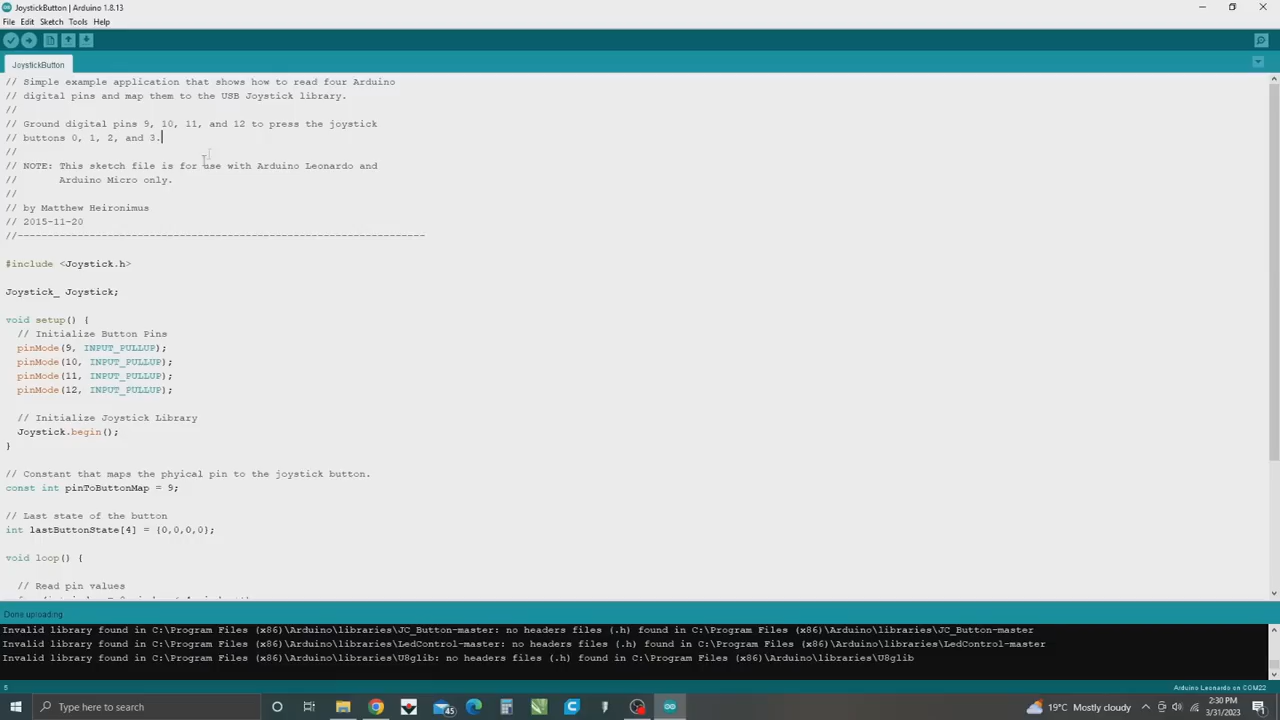 JoystickButton | Arduino 1.8.13
File Edit Sketch Tools Help
JoystickButton
// Simple example application that shows how to read four Arduino
// digital pins and map them to the USB Joystick library.
//
// Ground digital pins 9, 10, 11, and 12 to press the joystick
// buttons 0, 1, 2, and 3.
//
// NOTE: This sketch file is for use with Arduino Leonardo and
//       Arduino Micro only.
//
// by Matthew Heironimus
// 2015-11-20
//--------------------------------------------------------------------
#include <Joystick.h>
Joystick_ Joystick;
void setup() {
  // Initialize Button Pins
  pinMode(9, INPUT_PULLUP);
  pinMode(10, INPUT_PULLUP);
  pinMode(11, INPUT_PULLUP);
  pinMode(12, INPUT_PULLUP);
  // Initialize Joystick Library
  Joystick.begin();
}
// Constant that maps the phyical pin to the joystick button.
const int pinToButtonMap = 9;
// Last state of the button
int lastButtonState[4] = {0,0,0,0};
void loop() {
  // Read pin values
Done uploading.
Invalid library found in C:\Program Files (x86)\Arduino\libraries\JC_Button-master: no headers files (.h) found in C:\Program Files (x86)\Arduino\libraries\JC_Button-master
Invalid library found in C:\Program Files (x86)\Arduino\libraries\LedControl-master: no headers files (.h) found in C:\Program Files (x86)\Arduino\libraries\LedControl-master
Invalid library found in C:\Program Files (x86)\Arduino\libraries\U8glib: no headers files (.h) found in C:\Program Files (x86)\Arduino\libraries\U8glib
5
Arduino Leonardo on COM22
Type here to search
45
19°C Mostly cloudy
2:30 PM
3/31/2023
1